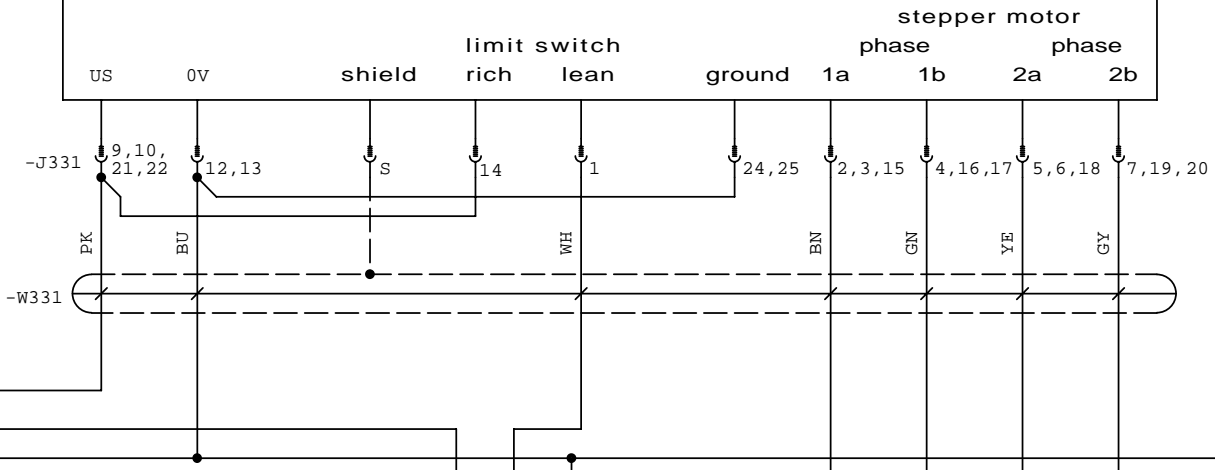 stepper motor
limit switch phase phase
US 0V shield rich lean ground 1a 1b 2a 2b
-J331 9,10,
21,22 12,13 S 14 1 24,25 2,3,15 4,16,17 5,6,18 7,19,20
PK BU WH BN GN YE GY
-W331